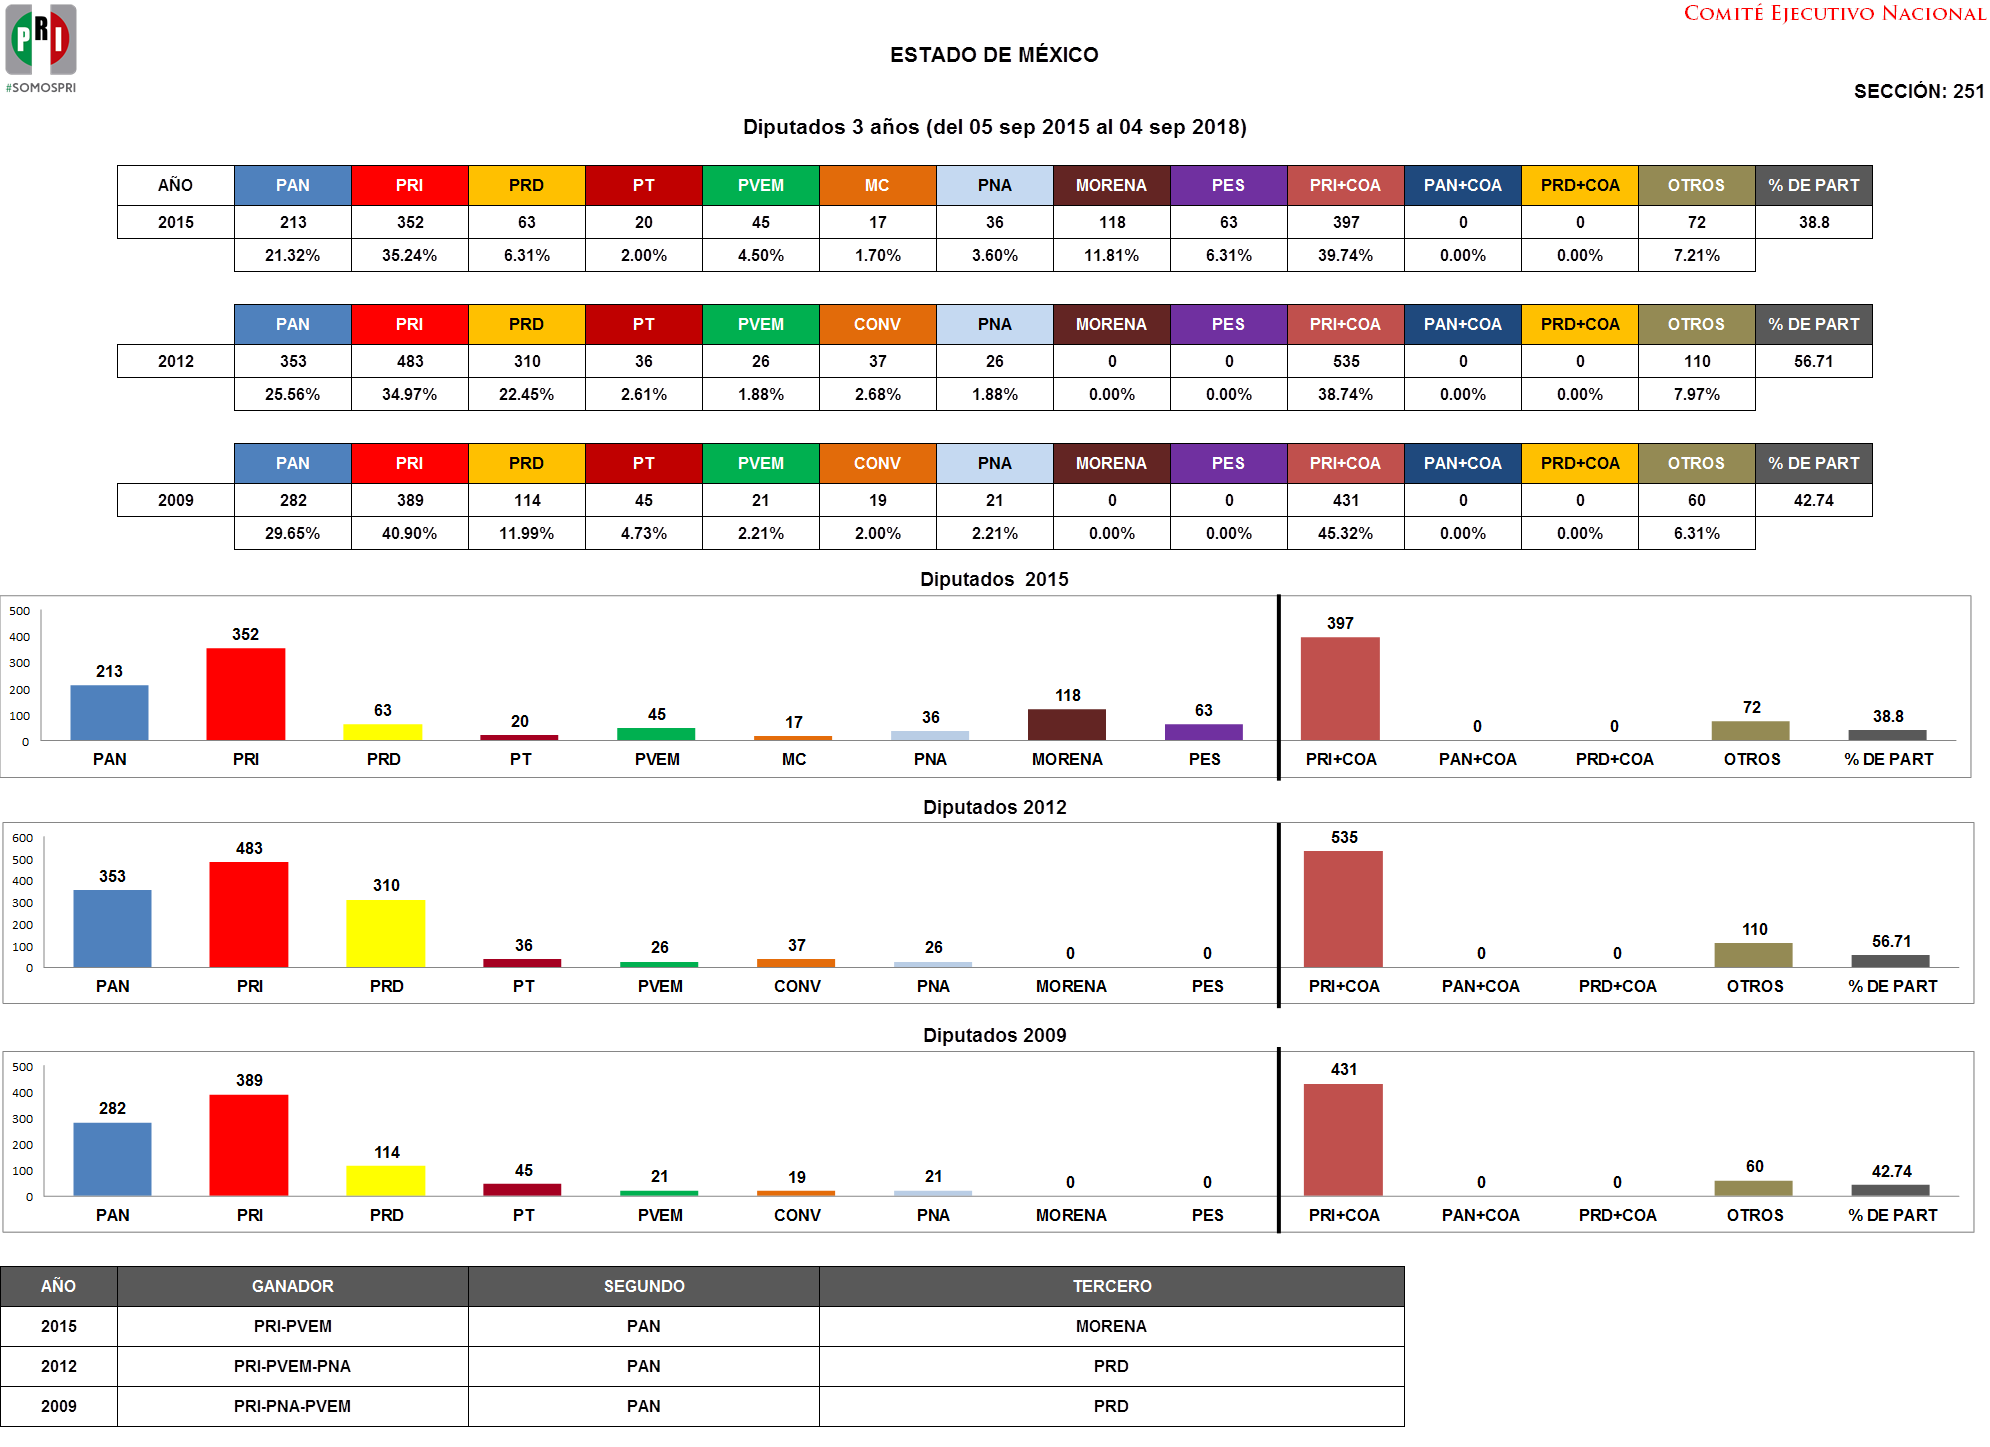 PRI
#SOMOSPRI
COMITÉ EJECUTIVO NACIONAL
ESTADO DE MÉXICO
SECCIÓN: 251
Diputados 3 años (del 05 sep 2015 al 04 sep 2018)
AÑO PAN PRI PRD PT PVEM MC PNA MORENA PES PRI+COA PAN+COA PRD+COA OTROS % DE PART
2015 213 352 63 20 45 17 36 118 63 397 0 0 72 38.8
21.32% 35.24% 6.31% 2.00% 4.50% 1.70% 3.60% 11.81% 6.31% 39.74% 0.00% 0.00% 7.21%
PAN PRI PRD PT PVEM CONV PNA MORENA PES PRI+COA PAN+COA PRD+COA OTROS % DE PART
2012 353 483 310 36 26 37 26 0 0 535 0 0 110 56.71
25.56% 34.97% 22.45% 2.61% 1.88% 2.68% 1.88% 0.00% 0.00% 38.74% 0.00% 0.00% 7.97%
PAN PRI PRD PT PVEM CONV PNA MORENA PES PRI+COA PAN+COA PRD+COA OTROS % DE PART
2009 282 389 114 45 21 19 21 0 0 431 0 0 60 42.74
29.65% 40.90% 11.99% 4.73% 2.21% 2.00% 2.21% 0.00% 0.00% 45.32% 0.00% 0.00% 6.31%
Diputados 2015
500
400
300
200
100
0
213 352 63 20 45 17 36 118 63 397 0 0 72 38.8
PAN PRI PRD PT PVEM MC PNA MORENA PES PRI+COA PAN+COA PRD+COA OTROS % DE PART
Diputados 2012
600
500
400
300
200
100
0
353 483 310 36 26 37 26 0 0 535 0 0 110 56.71
PAN PRI PRD PT PVEM CONV PNA MORENA PES PRI+COA PAN+COA PRD+COA OTROS % DE PART
Diputados 2009
500
400
300
200
100
0
282 389 114 45 21 19 21 0 0 431 0 0 60 42.74
PAN PRI PRD PT PVEM CONV PNA MORENA PES PRI+COA PAN+COA PRD+COA OTROS % DE PART
AÑO GANADOR SEGUNDO TERCERO
2015 PRI-PVEM PAN MORENA
2012 PRI-PVEM-PNA PAN PRD
2009 PRI-PNA-PVEM PAN PRD